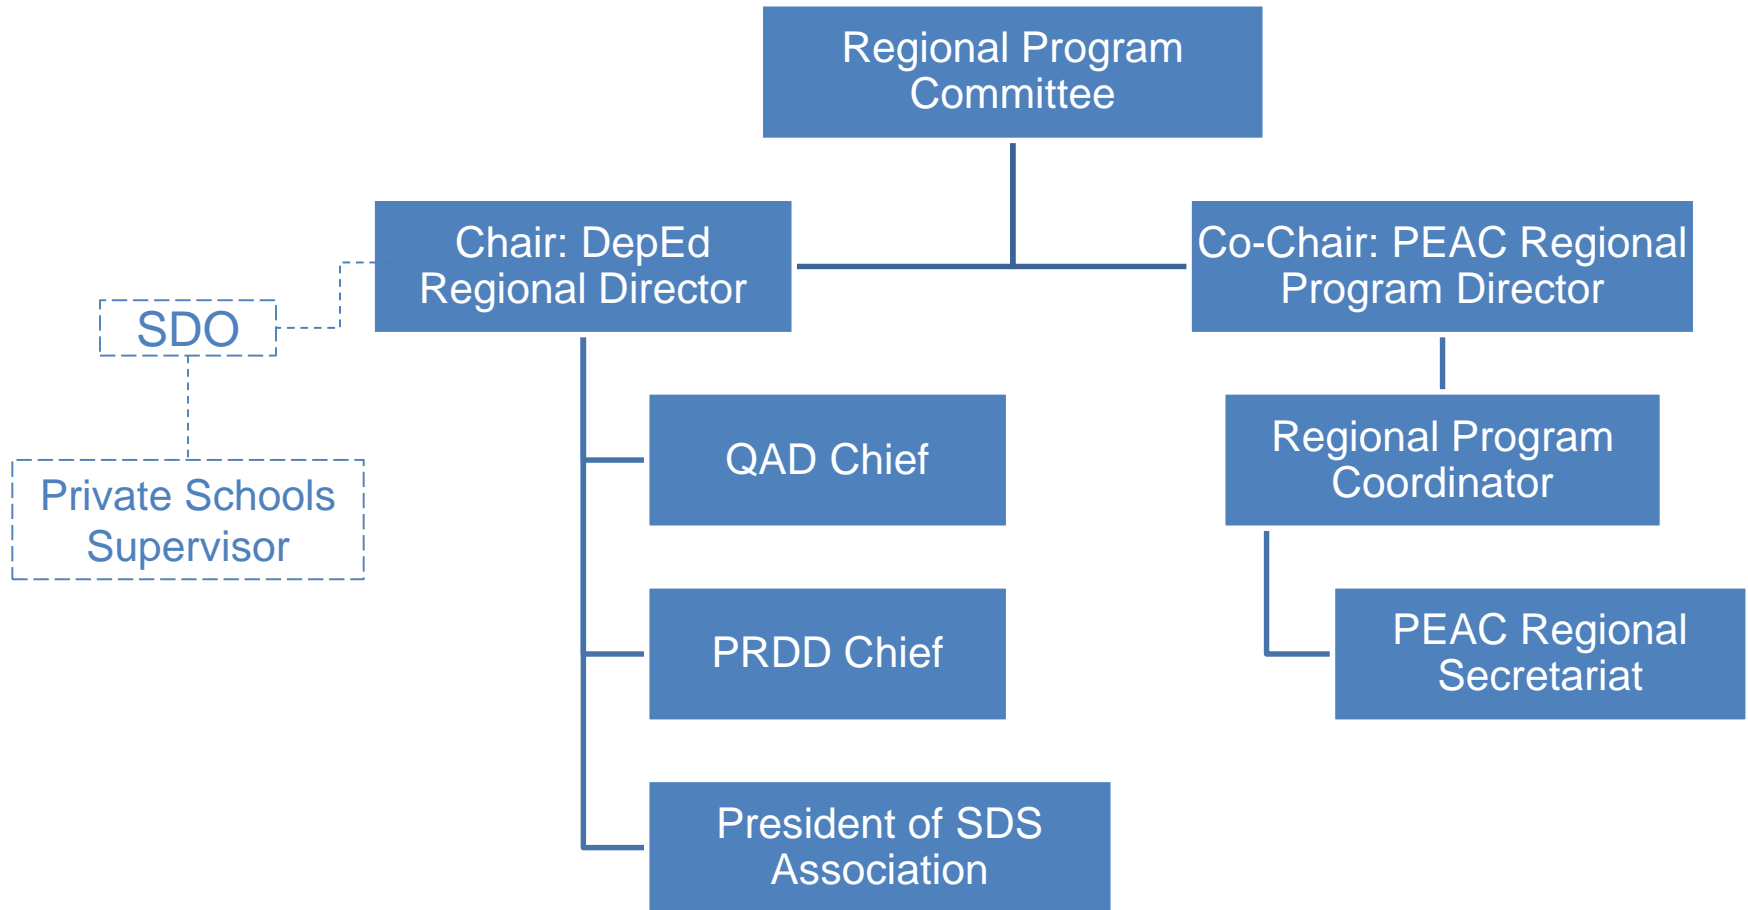 Regional Program
Committee
Chair: DepEd
Regional Director
Co-Chair: PEAC Regional
Program Director
SDO
Private Schools
Supervisor
QAD Chief
Regional Program
Coordinator
PRDD Chief
PEAC Regional
Secretariat
President of SDS
Association